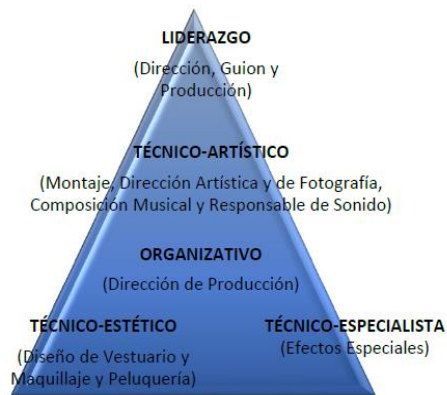 LIDERAZGO
(Dirección, Guion y
Producción)
TÉCNICO-ARTÍSTICO
(Montaje, Dirección Artística y de Fotografía,
Composición Musical y Responsable de Sonido)
ORGANIZATIVO
(Dirección de Producción)
TÉCNICO-ESTÉTICO
(Diseño de Vestuario y
Maquillaje y Peluquería)
TÉCNICO-ESPECIALISTA
(Efectos Especiales)